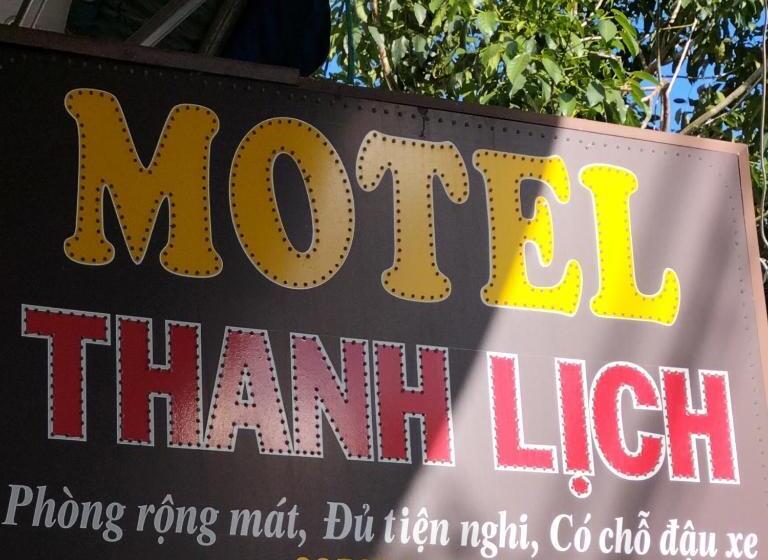 MOTEL
THANH LỊCH
Phòng rộng mát, Đủ tiện nghi, Có chỗ đậu xe